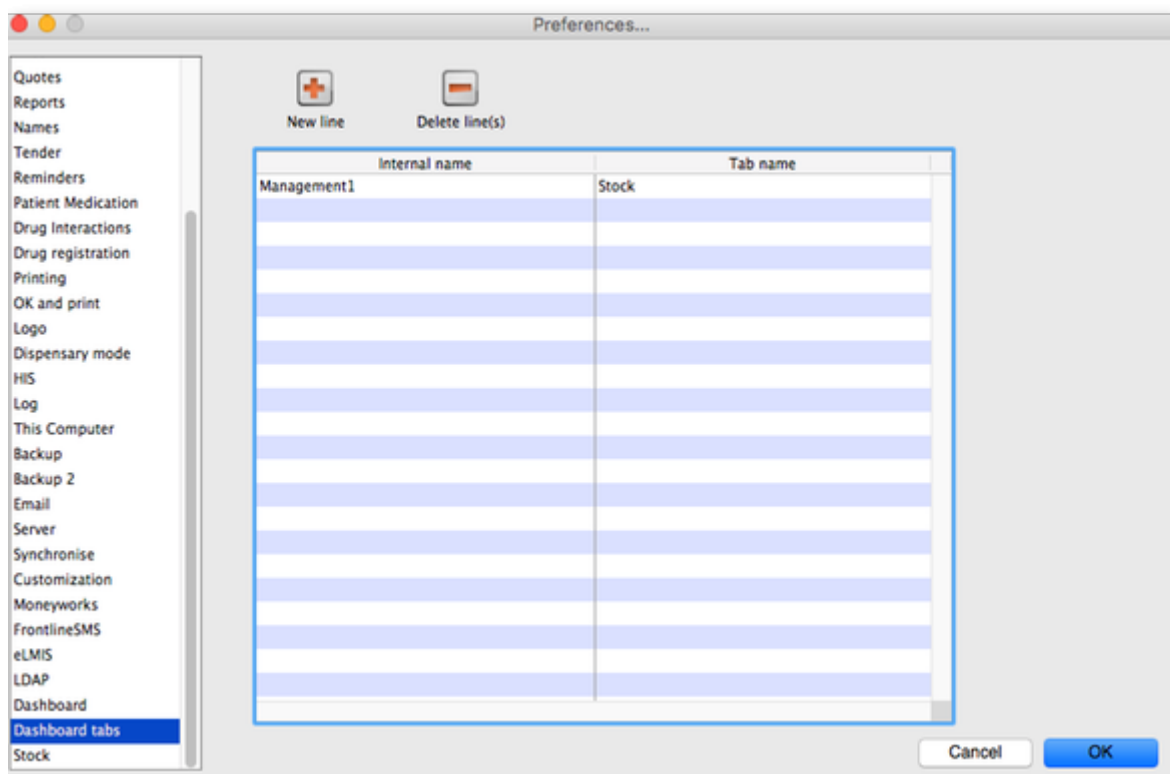 Preferences...
Quotes
Reports
Names
Tender
Reminders
Patient Medication
Drug Interactions
Drug registration
Printing
OK and print
Logo
Dispensary mode
HIS
Log
This Computer
Backup
Backup 2
Email
Server
Synchronise
Customization
Moneyworks
FrontlineSMS
eLMIS
LDAP
Dashboard
Dashboard tabs
Stock
New line Delete line(s)
Internal name Tab name
Management1 Stock
Cancel OK